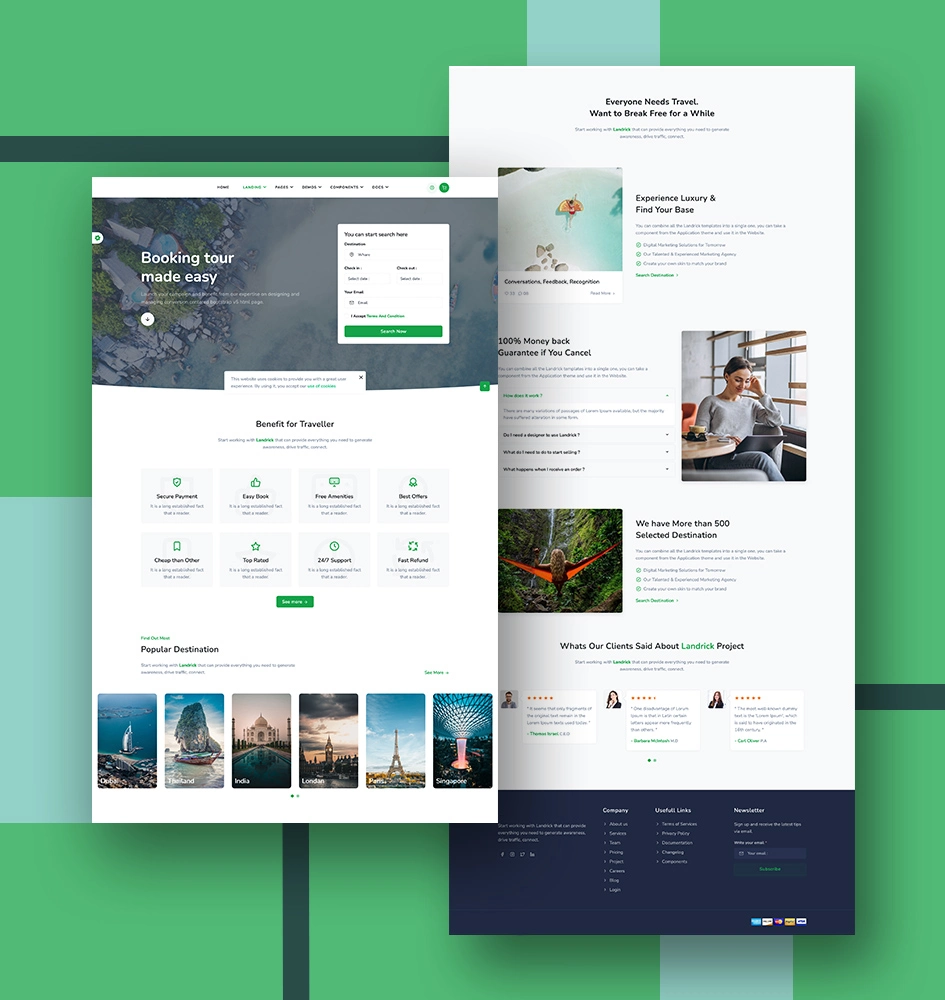 HOME LANDING PAGES DEMOS COMPONENTS DOCS
Booking tour
made easy
Launch your campaign and benefit from our expertise on designing and
managing conversion centered bootstrap v5 html page.
You can start search here
Destination
Where
Check in : Check out :
Select date : Select date :
Your Email
Email
I Accept Terms And Condition
Search Now
This website uses cookies to provide you with a great user
experience. By using it, you accept our use of cookies
Benefit for Traveller
Start working with Landrick that can provide everything you need to generate
awareness, drive traffic, connect.
Secure Payment
It is a long established fact
that a reader.
Easy Book
It is a long established fact
that a reader.
Free Amenities
It is a long established fact
that a reader.
Best Offers
It is a long established fact
that a reader.
Cheap than Other
It is a long established fact
that a reader.
Top Rated
It is a long established fact
that a reader.
24/7 Support
It is a long established fact
that a reader.
Fast Refund
It is a long established fact
that a reader.
See more
Find Out Most
Popular Destination
Start working with Landrick that can provide everything you need to generate
awareness, drive traffic, connect.
See More
Dubai
Thailand
India
London
Paris
Singapore
Everyone Needs Travel.
Want to Break Free for a While
Start working with Landrick that can provide everything you need to generate
awareness, drive traffic, connect.
Conversations, Feedback, Recognition
Read More
Experience Luxury &
Find Your Base
You can combine all the Landrick templates into a single one, you can take a
component from the Application theme and use it in the Website.
Digital Marketing Solutions for Tomorrow
Our Talented & Experienced Marketing Agency
Create your own skin to match your brand
Search Destination
100% Money back
Guarantee if You Cancel
You can combine all the Landrick templates into a single one, you can take a
component from the Application theme and use it in the Website.
How does it work ?
There are many variations of passages of Lorem Ipsum available, but the majority
have suffered alteration in some form.
Do I need a designer to use Landrick ?
What do I need to do to start selling ?
What happens when I receive an order ?
We have More than 500
Selected Destination
You can combine all the Landrick templates into a single one, you can take a
component from the Application theme and use it in the Website.
Digital Marketing Solutions for Tomorrow
Our Talented & Experienced Marketing Agency
Create your own skin to match your brand
Search Destination
Whats Our Clients Said About Landrick Project
Start working with Landrick that can provide everything you need to generate
awareness, drive traffic, connect.
" It seems that only fragments of
the original text remain in the
Lorem Ipsum texts used today. "
- Thomas Israel C.E.O
" One disadvantage of Lorem
Ipsum is that in Latin certain
letters appear more frequently
than others. "
- Barbara McIntosh M.D
" The most well-known dummy
text is the 'Lorem Ipsum', which
is said to have originated in the
16th century. "
- Carl Oliver P.A
Start working with Landrick that can provide
everything you need to generate awareness,
drive traffic, connect.
Company
About us
Services
Team
Pricing
Project
Careers
Blog
Login
Usefull Links
Terms of Services
Privacy Policy
Documentation
Changelog
Components
Newsletter
Sign up and receive the latest tips
via email.
Write your email *
Your email :
Subscribe
VISA